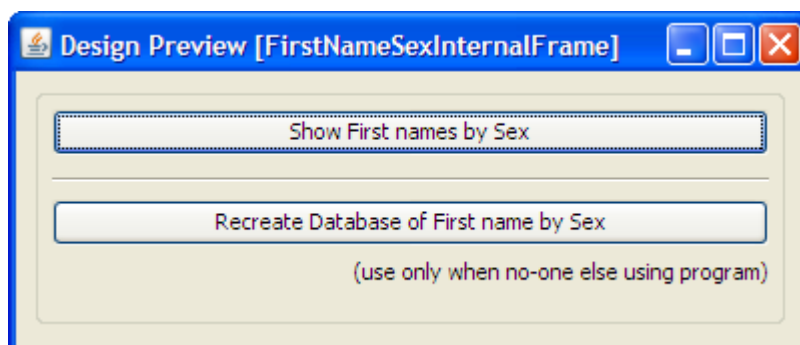 Design Preview [FirstNameSexInternalFrame]
Show First names by Sex
Recreate Database of First name by Sex
(use only when no-one else using program)